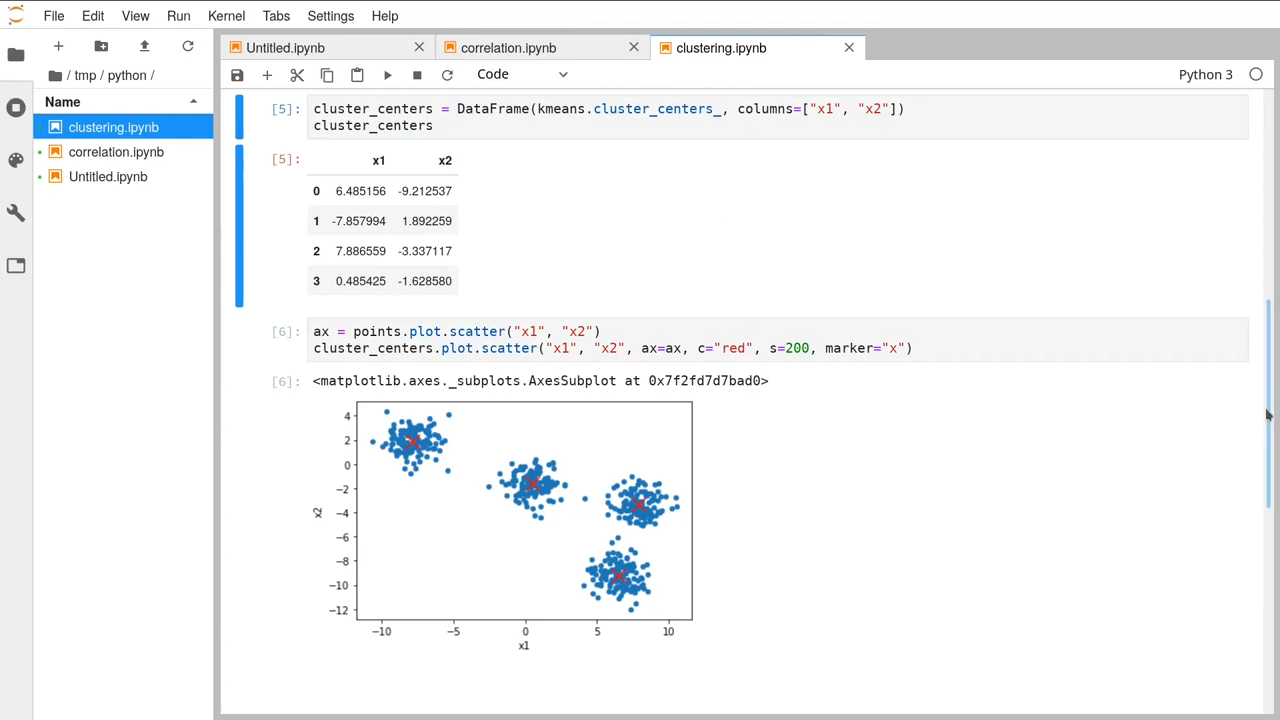 File Edit View Run Kernel Tabs Settings Help
Untitled.ipynb correlation.ipynb clustering.ipynb
Code Python 3
/ tmp / python /
Name
clustering.ipynb
correlation.ipynb
Untitled.ipynb
[5]: cluster_centers = DataFrame(kmeans.cluster_centers_, columns=["x1", "x2"])
cluster_centers
[5]: x1 x2
0 6.485156 -9.212537
1 -7.857994 1.892259
2 7.886559 -3.337117
3 0.485425 -1.628580
[6]: ax = points.plot.scatter("x1", "x2")
cluster_centers.plot.scatter("x1", "x2", ax=ax, c="red", s=200, marker="x")
[6]: <matplotlib.axes._subplots.AxesSubplot at 0x7f2fd7d7bad0>
4
2
0
−2
−4
−6
−8
−10
−12
x2
−10 −5 0 5 10
x1